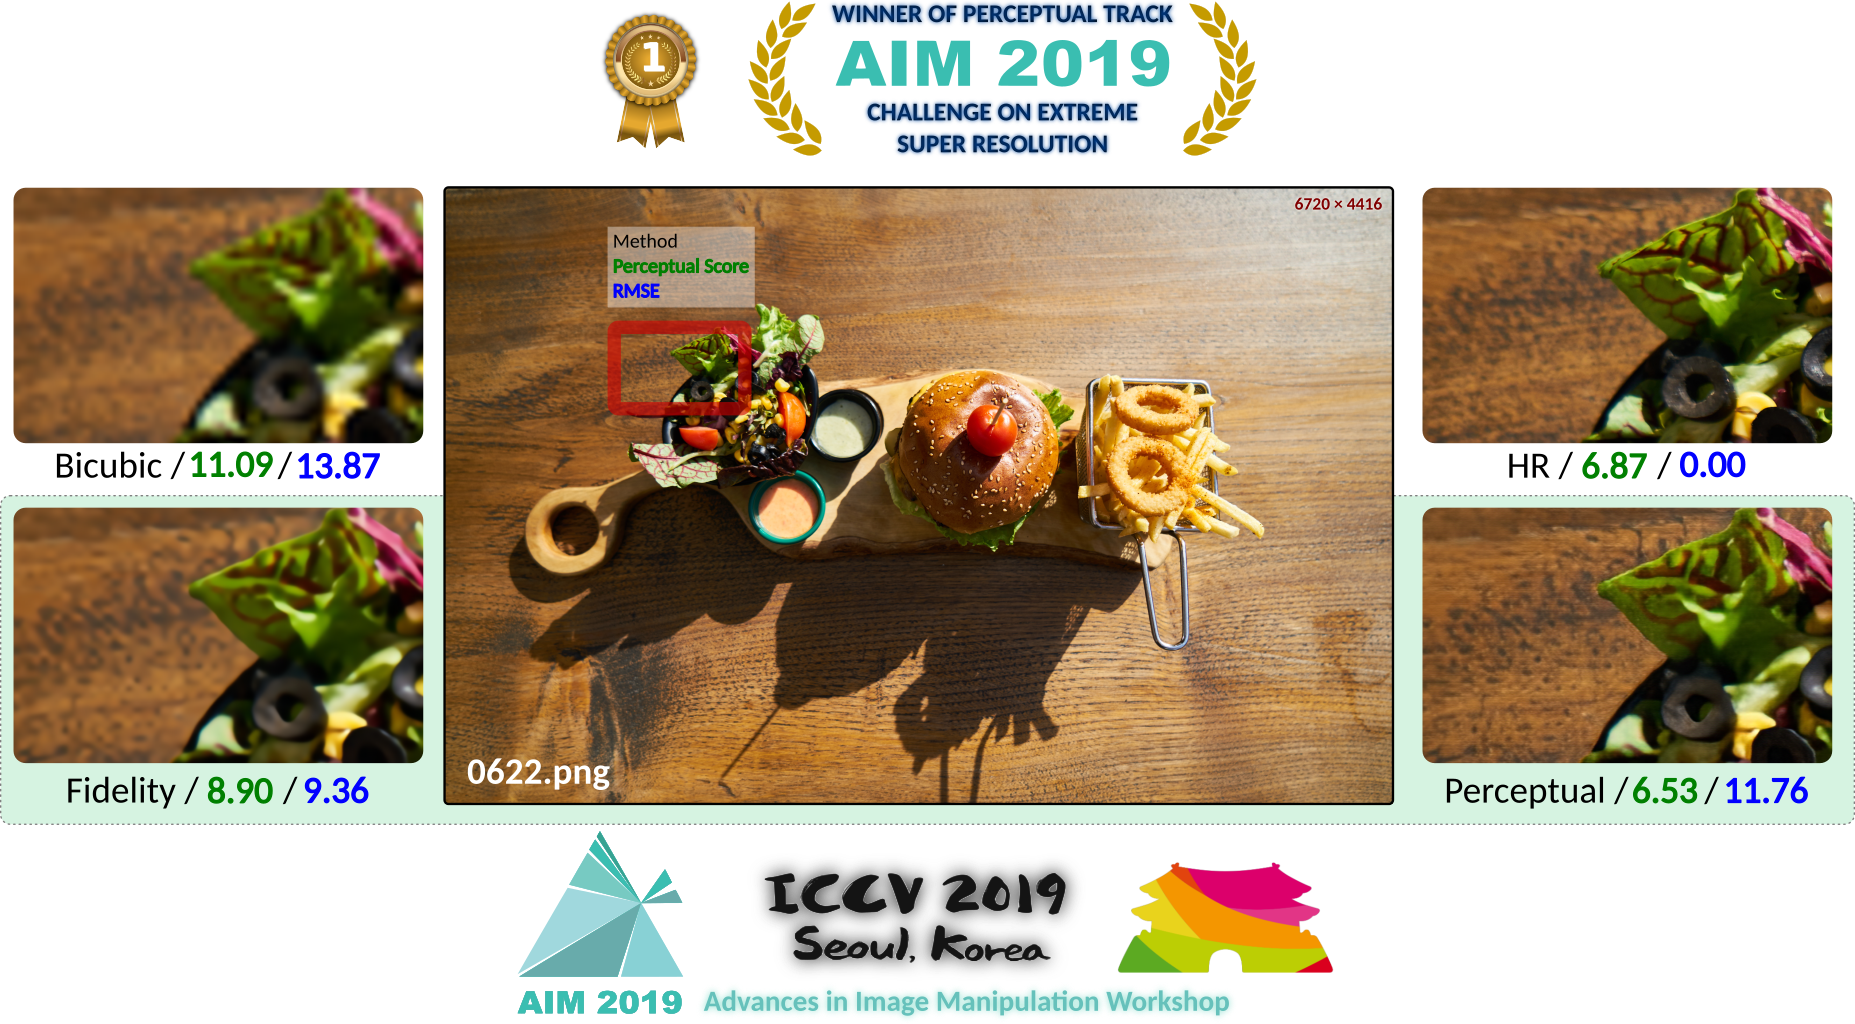 WINNER OF PERCEPTUAL TRACK
1
AIM 2019
CHALLENGE ON EXTREME
SUPER RESOLUTION
6720 × 4416
Method
Perceptual Score
RMSE
Bicubic / 11.09 / 13.87
HR / 6.87 / 0.00
0622.png
Fidelity / 8.90 / 9.36
Perceptual / 6.53 / 11.76
ICCV 2019
Seoul, Korea
AIM 2019
Advances in Image Manipulation Workshop